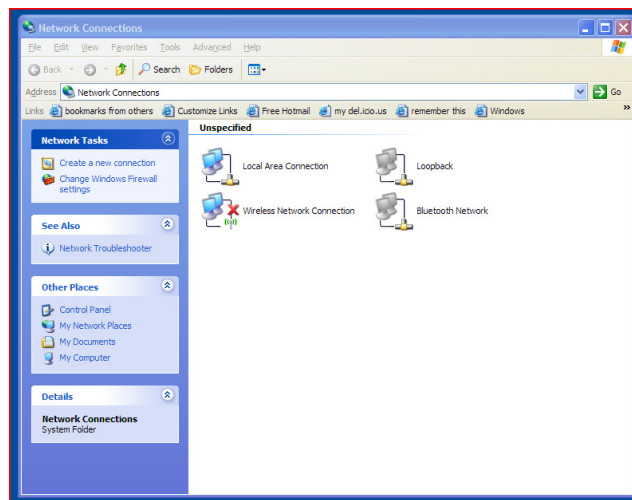 Network Connections
File Edit View Favorites Tools Advanced Help
Back Search Folders
Address Network Connections Go
Links bookmarks from others Customize Links Free Hotmail my del.icio.us remember this Windows »
Unspecified
Network Tasks
Create a new connection
Change Windows Firewall
settings
See Also
Network Troubleshooter
Other Places
Control Panel
My Network Places
My Documents
My Computer
Details
Network Connections
System Folder
Local Area Connection Loopback
Wireless Network Connection Bluetooth Network